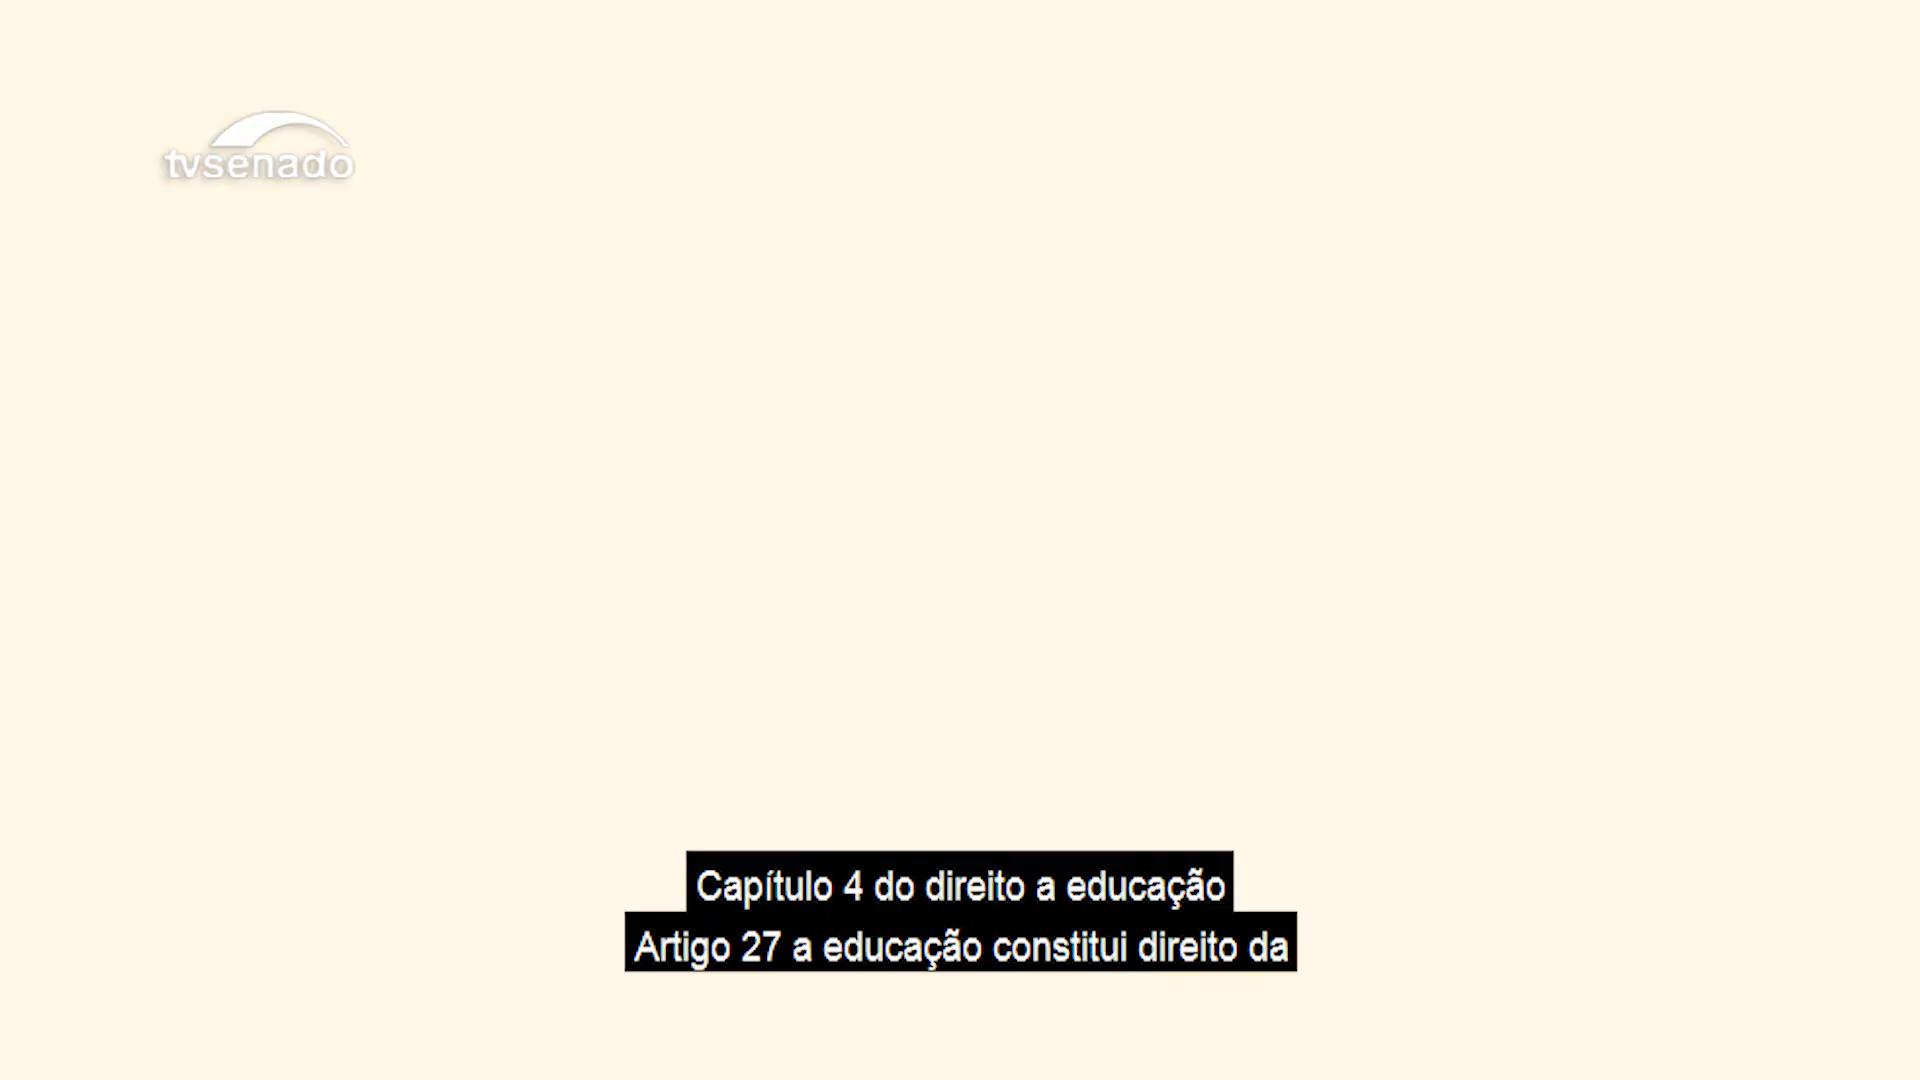 tvsenado
Capítulo 4 do direito a educação
Artigo 27 a educação constitui direito da